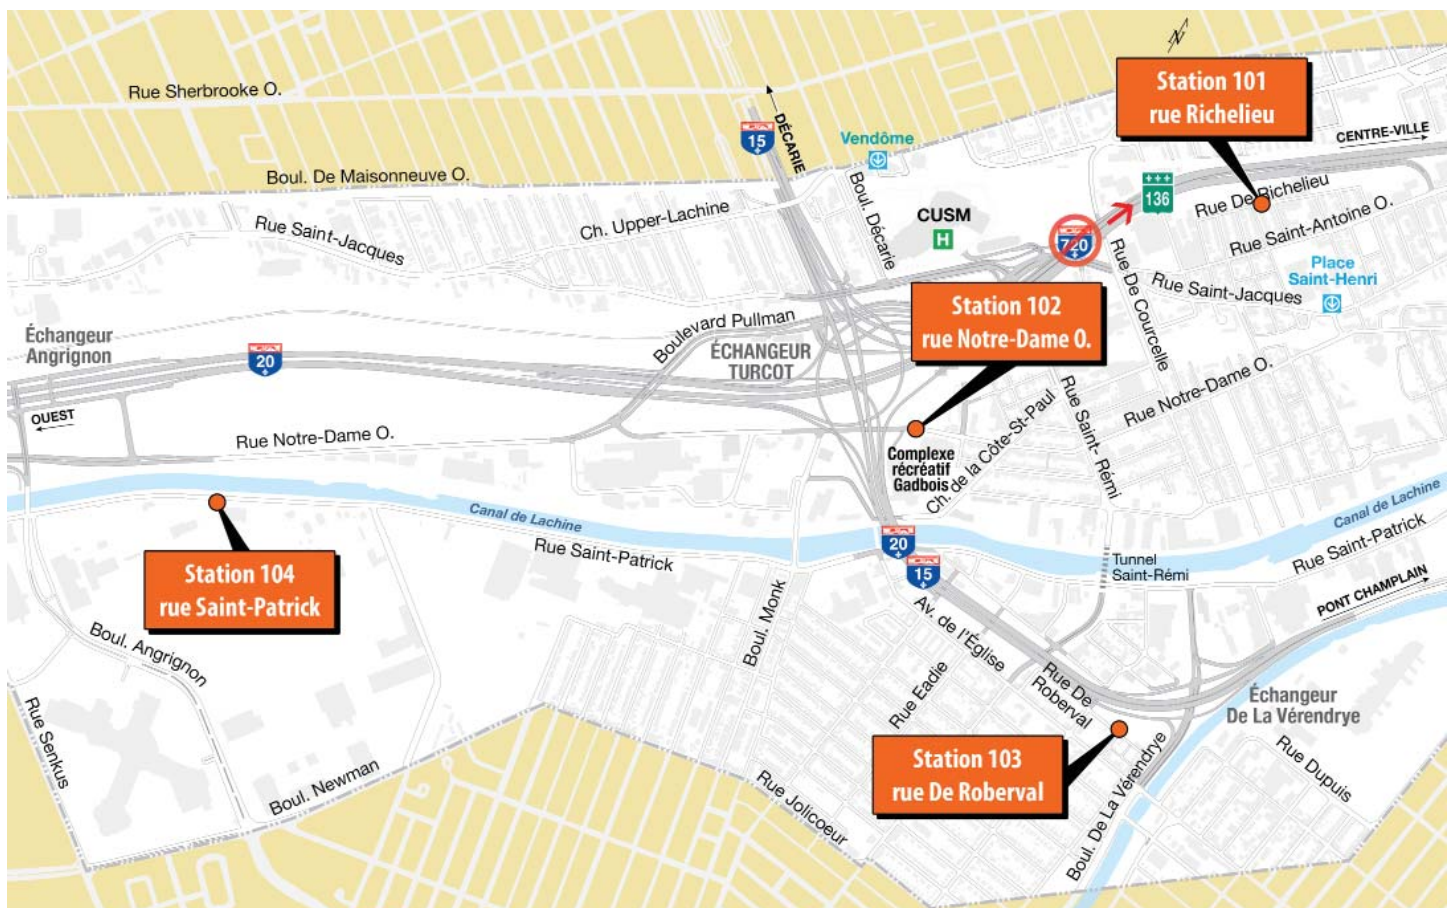 N
Station 101
rue Richelieu
Rue Sherbrooke O.
15
DÉCARIE
Vendôme
CENTRE-VILLE
Boul. De Maisonneuve O.
136
Rue De Richelieu
Boul. Décarie
CUSM
H
Ch. Upper-Lachine
Rue Saint-Jacques
720
Rue Saint-Antoine O.
Place
Saint-Henri
Rue Saint-Jacques
Rue De Courcelle
Station 102
rue Notre-Dame O.
Échangeur
Angrignon
20
Boulevard Pullman
ÉCHANGEUR
TURCOT
OUEST
Rue Notre-Dame O.
Rue Notre-Dame O.
Rue Saint- Rémi
Ch. de la Côte-St-Paul
Complexe
récréatif
Gadbois
Canal de Lachine
Canal de Lachine
Rue Saint-Patrick
Rue Saint-Patrick
20
15
Tunnel
Saint-Rémi
PONT CHAMPLAIN
Station 104
rue Saint-Patrick
Boul. Monk
Av. de l'Église
Boul. Angrignon
Rue Eadie
Rue De
Roberval
Échangeur
De La Vérendrye
Rue Senkus
Station 103
rue De Roberval
Boul. Newman
Rue Jolicoeur
Boul. De La Vérendrye
Rue Dupuis